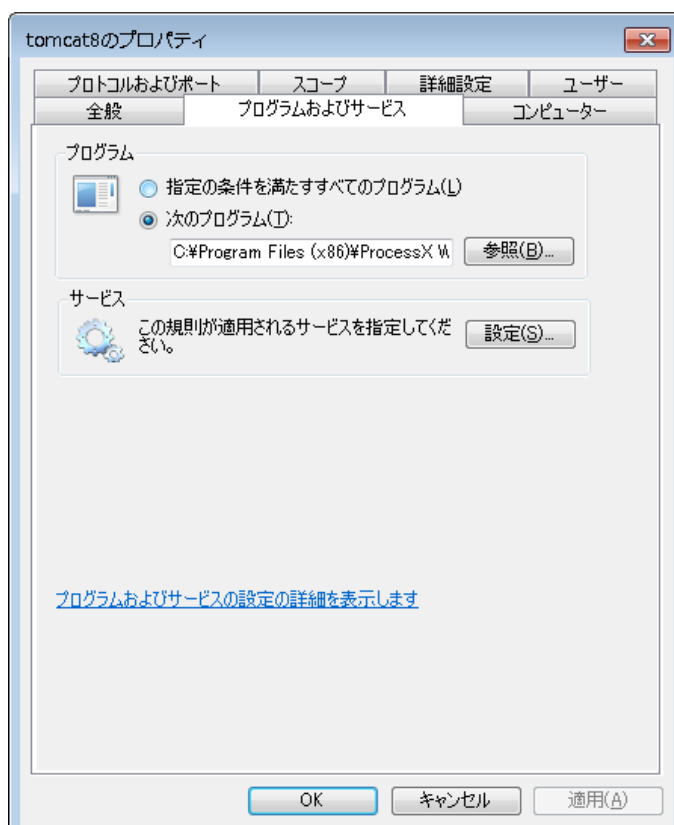 tomcat8のプロパティ
プロトコルおよびポート スコープ 詳細設定 ユーザー
全般 プログラムおよびサービス コンピューター
プログラム
指定の条件を満たすすべてのプログラム(L)
次のプログラム(T):
C:¥Program Files (x86)¥ProcessX 参照(B)...
サービス
この規則が適用されるサービスを指定してくだ
さい。
設定(S)...
プログラムおよびサービスの設定の詳細を表示します
OK キャンセル 適用(A)